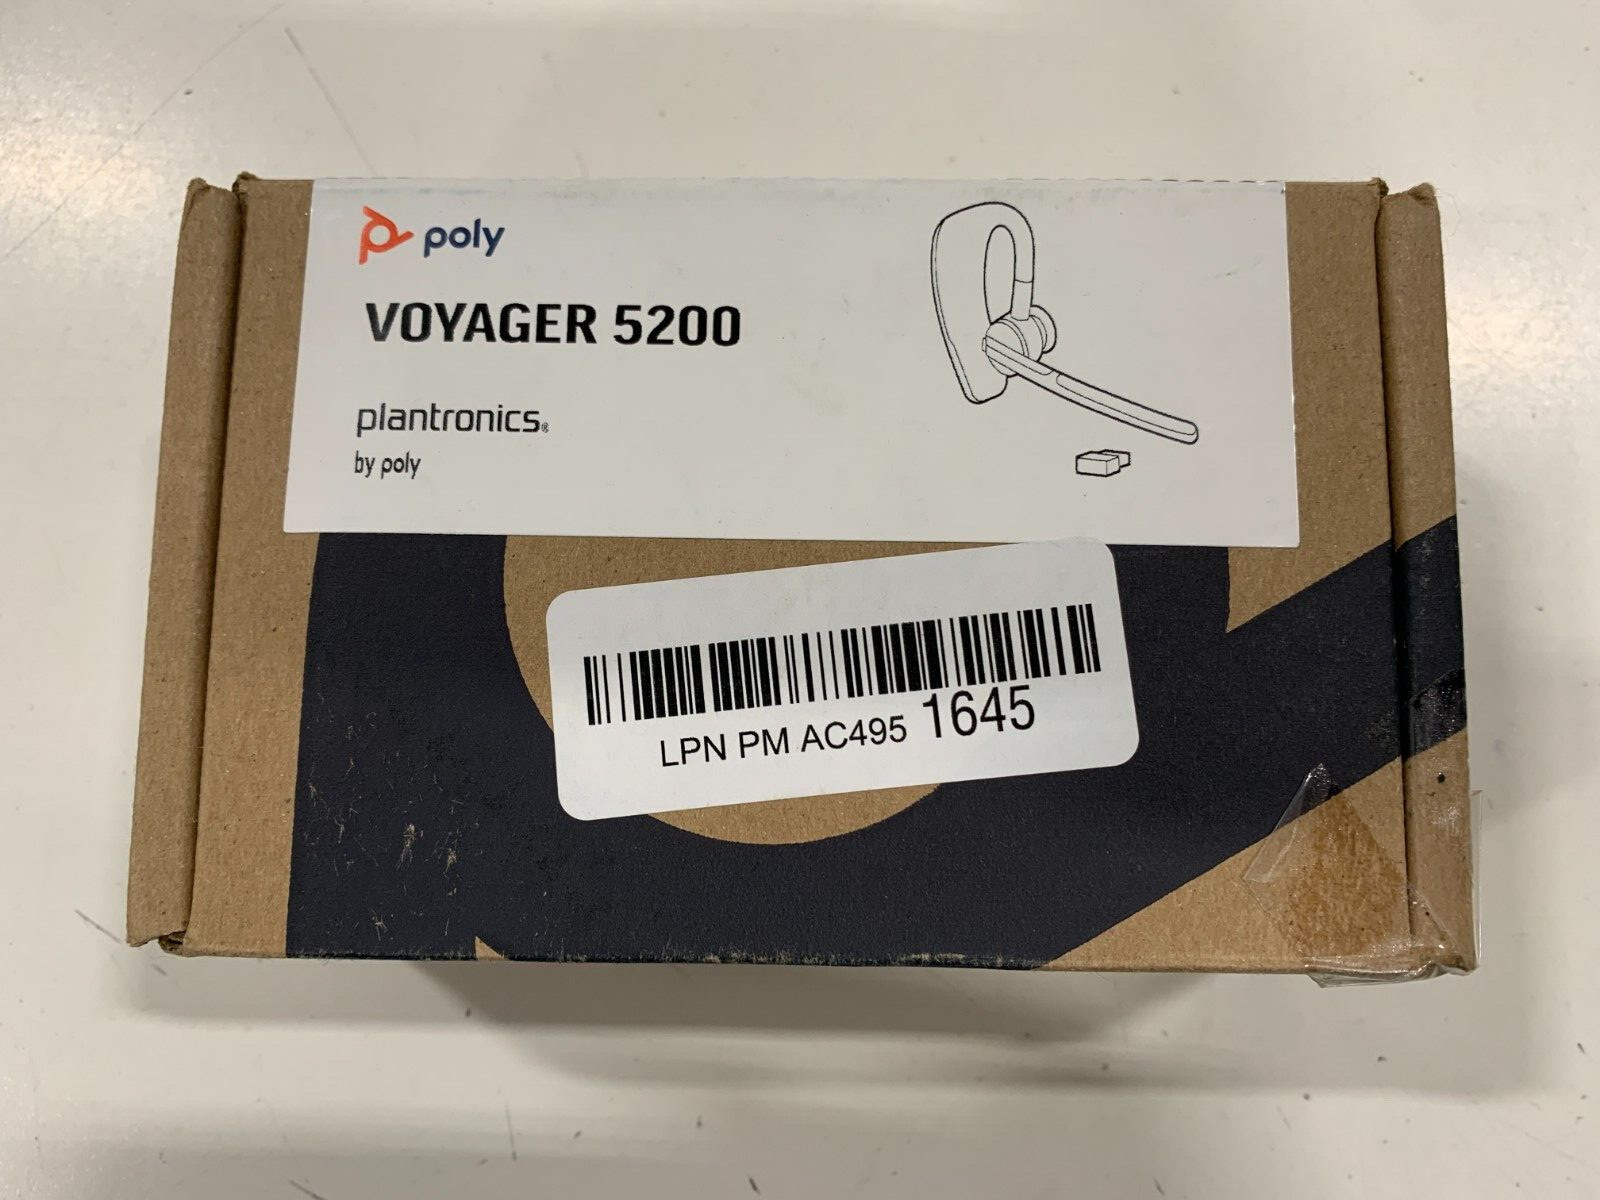 poly
VOYAGER 5200
plantronics®
by poly
LPN PM AC495 1645